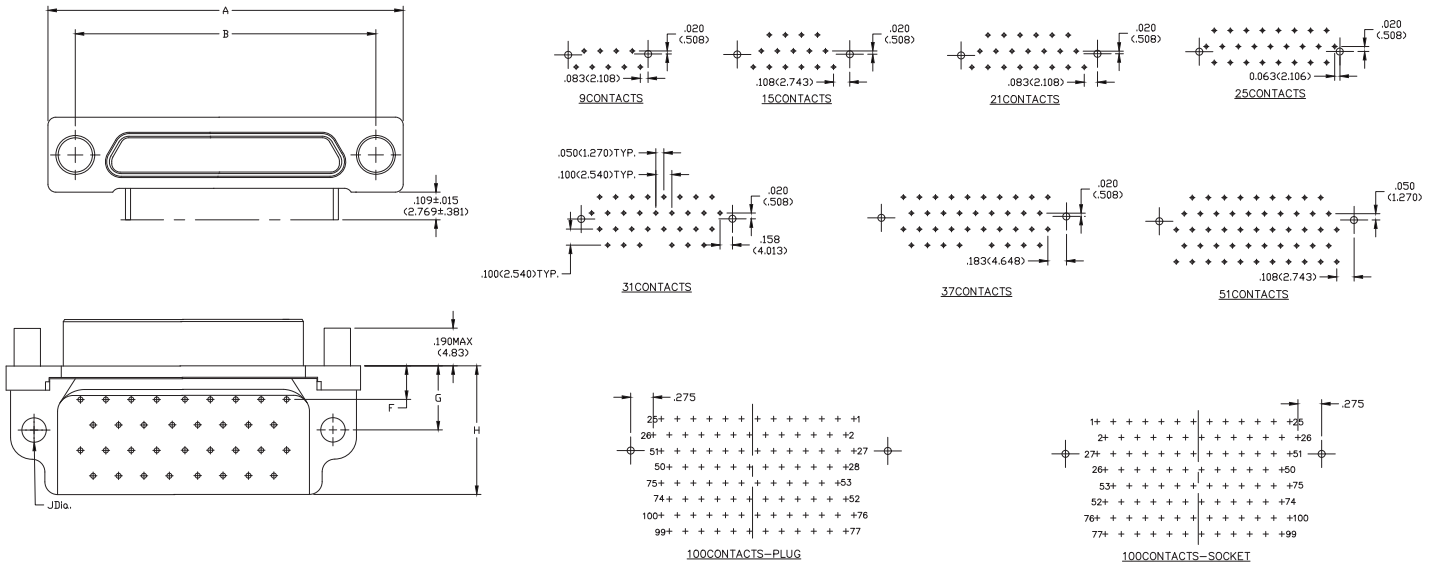 A
B
.109±.015
(2.769±.381)
.020
(.508)
.083(2.108)
9CONTACTS
.020
(.508)
.108(2.743)
15CONTACTS
.020
(.508)
.083(2.108)
21CONTACTS
.020
(.508)
0.063(2.106)
25CONTACTS
.050(1.270)TYP.
.100(2.540)TYP.
.020
(.508)
.158
(4.013)
.100(2.540)TYP.
31CONTACTS
.020
(.508)
.183(4.648)
37CONTACTS
.050
(1.270)
.108(2.743)
51CONTACTS
.190MAX
(4.83)
F
G
H
JDia.
.275
25 1
26 2
51 27
50 28
75 53
74 52
100 76
99 77
100CONTACTS-PLUG
.275
1 25
2 26
27 51
26 50
53 75
52 74
76 100
77 99
100CONTACTS-SOCKET